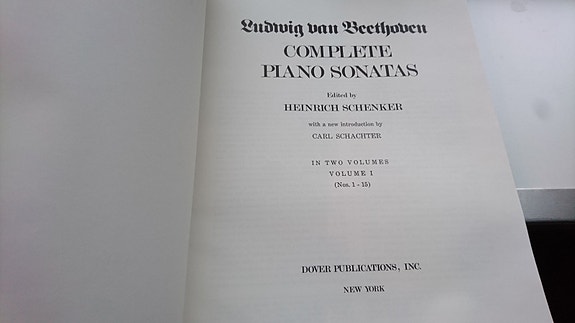 Ludwig van Beethoven
COMPLETE
PIANO SONATAS
Edited by
HEINRICH SCHENKER
with a new introduction by
CARL SCHACHTER
IN TWO VOLUMES
VOLUME I
(Nos. 1 - 15)
DOVER PUBLICATIONS, INC.
NEW YORK